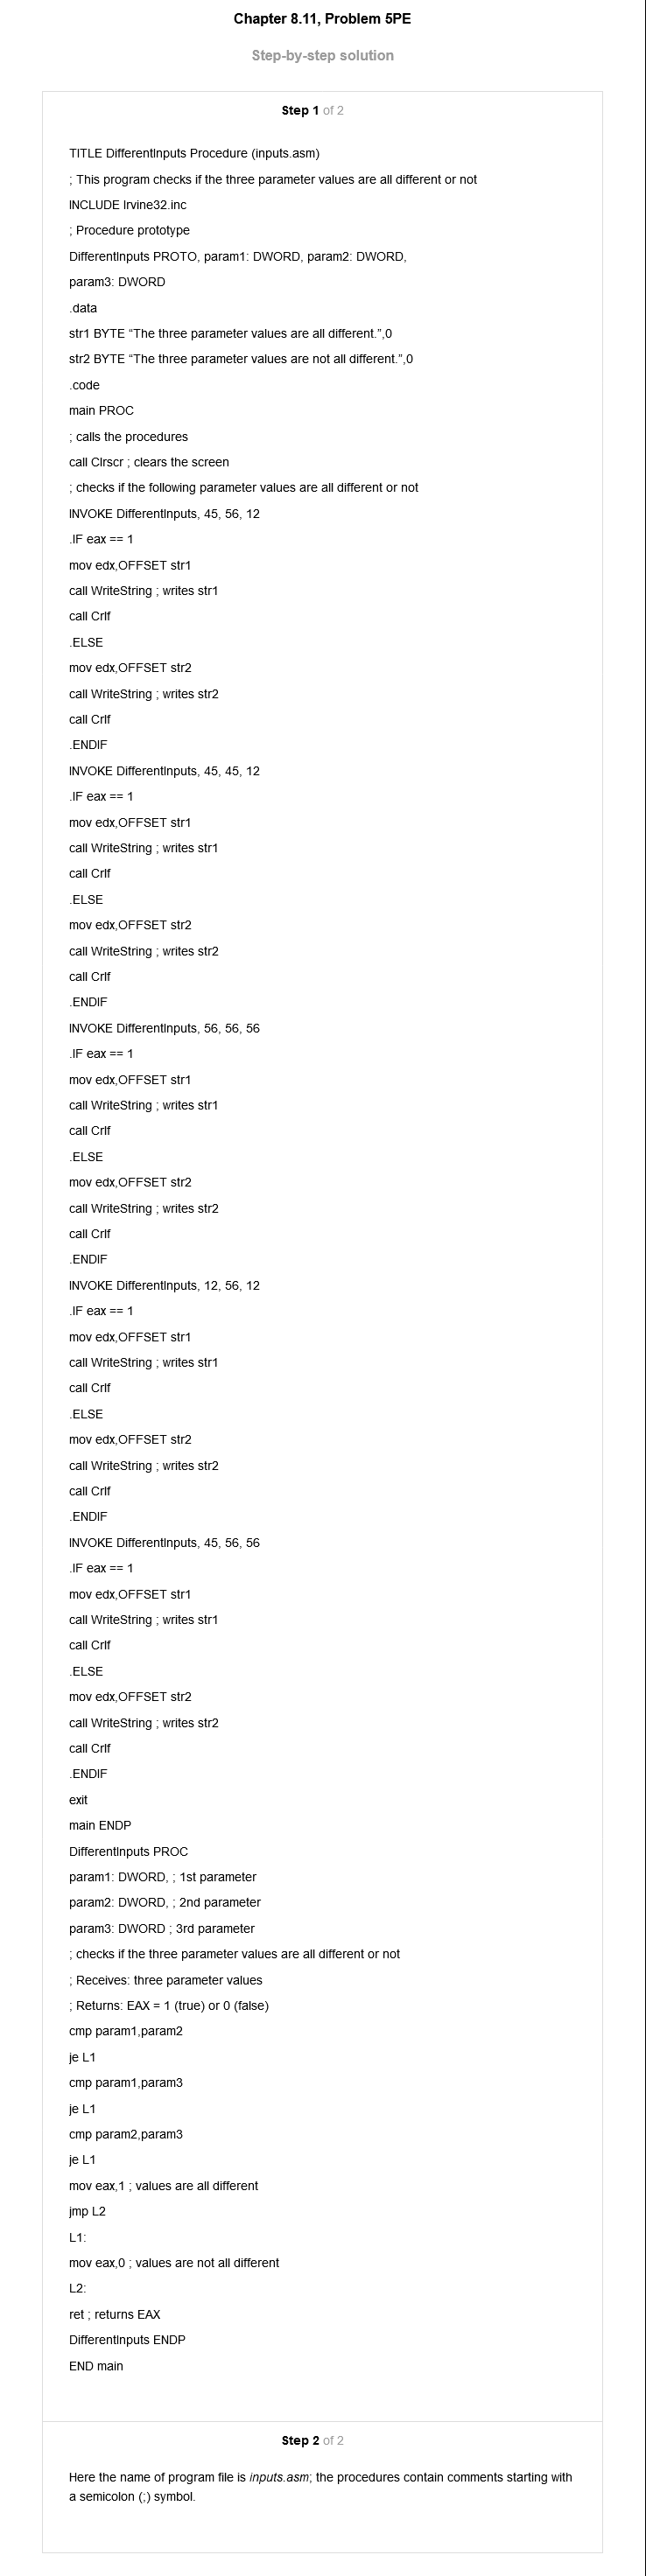 Chapter 8.11, Problem 5PE
Step-by-step solution
Step 1 of 2
TITLE DifferentInputs Procedure (inputs.asm)
; This program checks if the three parameter values are all different or not
INCLUDE Irvine32.inc
; Procedure prototype
DifferentInputs PROTO, param1: DWORD, param2: DWORD,
param3: DWORD
.data
str1 BYTE “The three parameter values are all different.”,0
str2 BYTE “The three parameter values are not all different.”,0
.code
main PROC
; calls the procedures
call Clrscr ; clears the screen
; checks if the following parameter values are all different or not
INVOKE DifferentInputs, 45, 56, 12
.IF eax == 1
mov edx,OFFSET str1
call WriteString ; writes str1
call Crlf
.ELSE
mov edx,OFFSET str2
call WriteString ; writes str2
call Crlf
.ENDIF
INVOKE DifferentInputs, 45, 45, 12
.IF eax == 1
mov edx,OFFSET str1
call WriteString ; writes str1
call Crlf
.ELSE
mov edx,OFFSET str2
call WriteString ; writes str2
call Crlf
.ENDIF
INVOKE DifferentInputs, 56, 56, 56
.IF eax == 1
mov edx,OFFSET str1
call WriteString ; writes str1
call Crlf
.ELSE
mov edx,OFFSET str2
call WriteString ; writes str2
call Crlf
.ENDIF
INVOKE DifferentInputs, 12, 56, 12
.IF eax == 1
mov edx,OFFSET str1
call WriteString ; writes str1
call Crlf
.ELSE
mov edx,OFFSET str2
call WriteString ; writes str2
call Crlf
.ENDIF
INVOKE DifferentInputs, 45, 56, 56
.IF eax == 1
mov edx,OFFSET str1
call WriteString ; writes str1
call Crlf
.ELSE
mov edx,OFFSET str2
call WriteString ; writes str2
call Crlf
.ENDIF
exit
main ENDP
DifferentInputs PROC
param1: DWORD, ; 1st parameter
param2: DWORD, ; 2nd parameter
param3: DWORD ; 3rd parameter
; checks if the three parameter values are all different or not
; Receives: three parameter values
; Returns: EAX = 1 (true) or 0 (false)
cmp param1,param2
je L1
cmp param1,param3
je L1
cmp param2,param3
je L1
mov eax,1 ; values are all different
jmp L2
L1:
mov eax,0 ; values are not all different
L2:
ret ; returns EAX
DifferentInputs ENDP
END main
Step 2 of 2
Here the name of program file is inputs.asm; the procedures contain comments starting with
a semicolon (;) symbol.